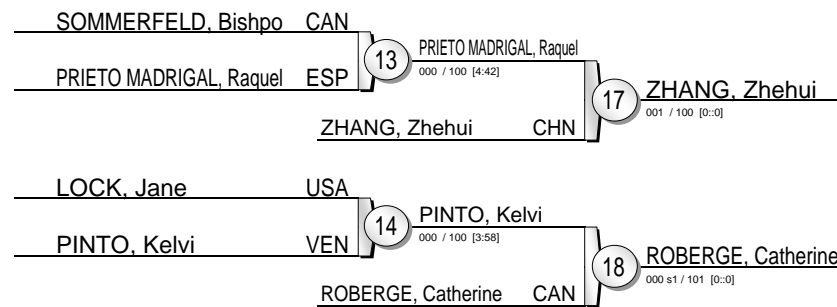 SOMMERFELD, Bishpo CAN
13
PRIETO MADRIGAL, Raquel
000 / 100 [4:42]
PRIETO MADRIGAL, Raquel ESP
17
ZHANG, Zhehui
001 / 100 [0::0]
ZHANG, Zhehui CHN
LOCK, Jane USA
14
PINTO, Kelvi
000 / 100 [3:58]
PINTO, Kelvi VEN
18
ROBERGE, Catherine
000 s1 / 101 [0::0]
ROBERGE, Catherine CAN